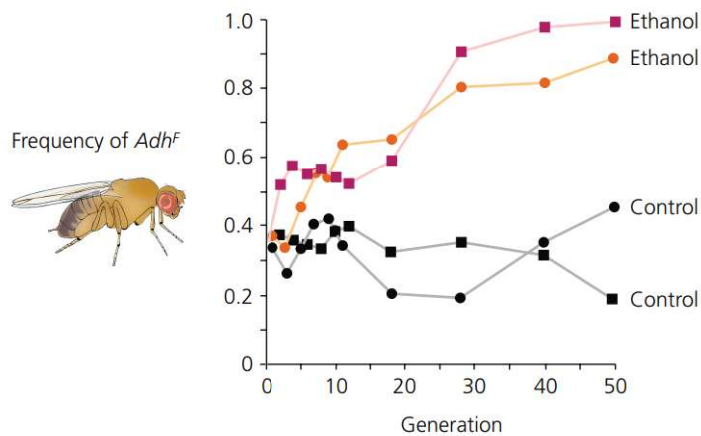 1.0
Ethanol
Ethanol
0.8
Frequency of Adhᶠ
0.6
0.4
Control
0.2
Control
0
0 10 20 30 40 50
Generation